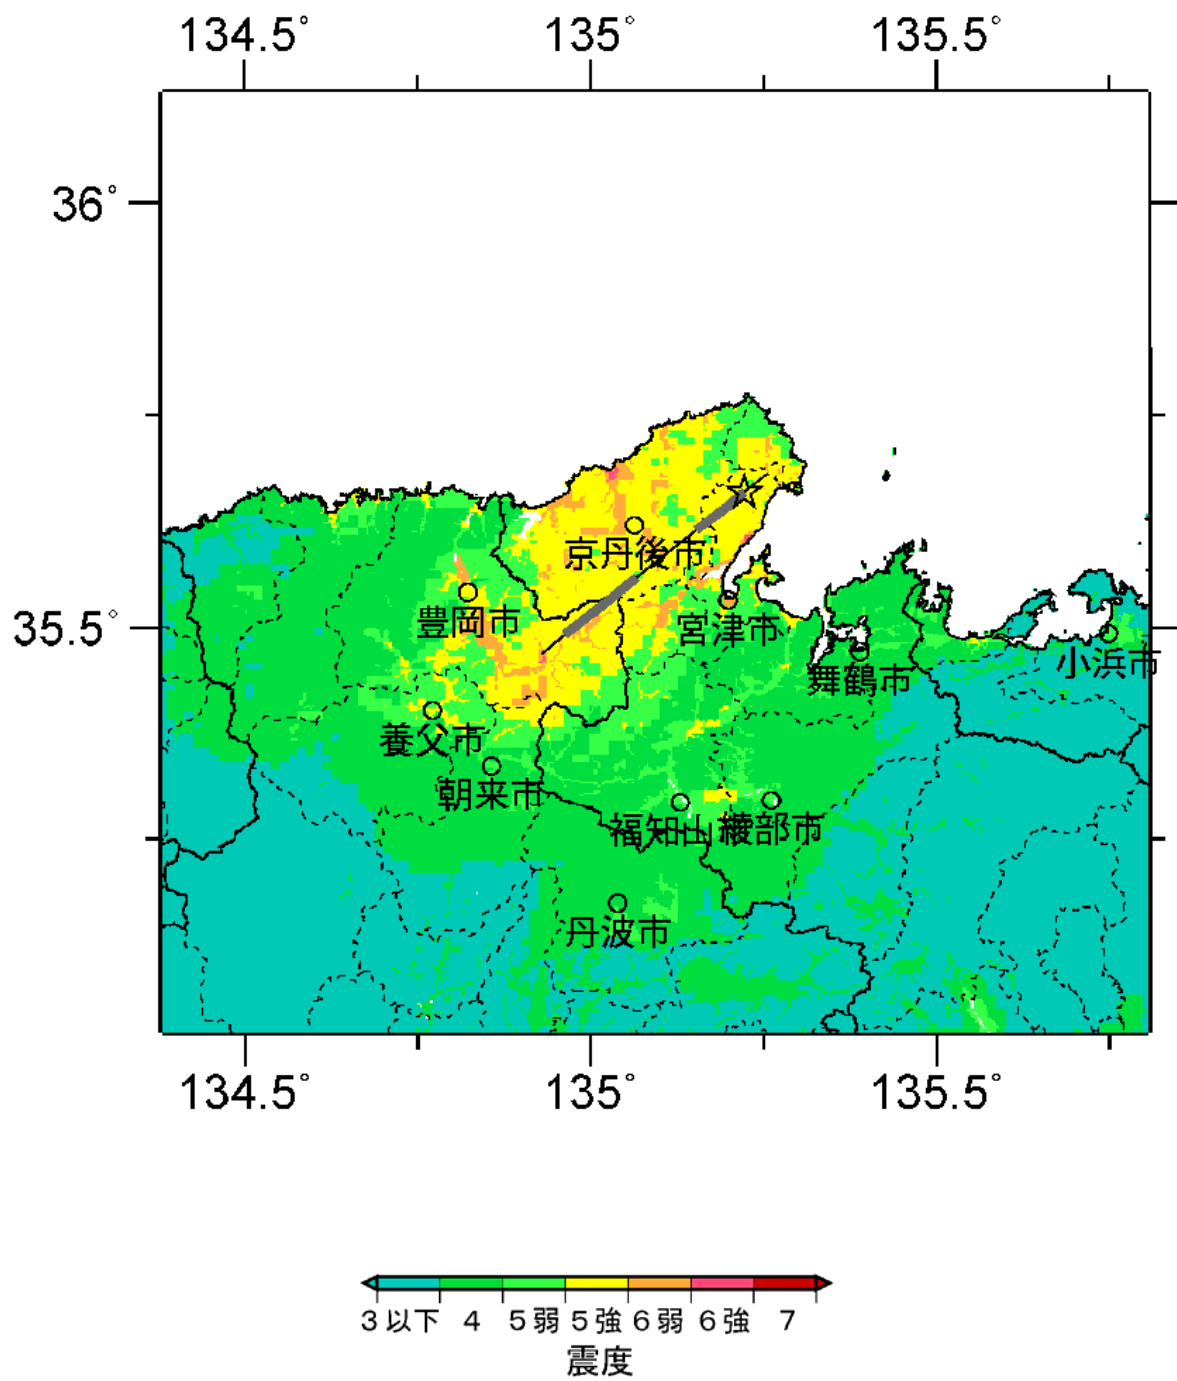 134.5° 135° 135.5°
36°
35.5°
京丹後市
豊岡市
宮津市
舞鶴市
小浜市
養父市
朝来市
福知山市
綾部市
丹波市
134.5° 135° 135.5°
3以下 4 5弱 5強 6弱 6強 7
震度